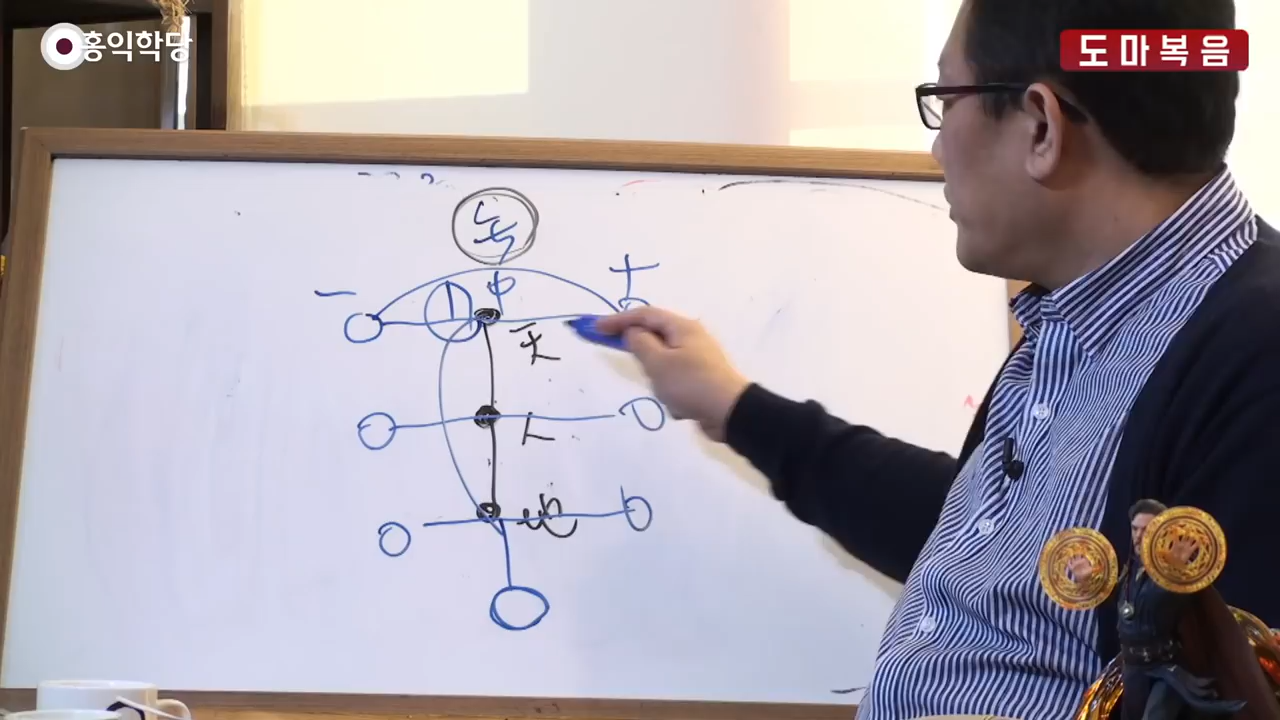 홍익학당
도마복음
中
- +
天
人
地